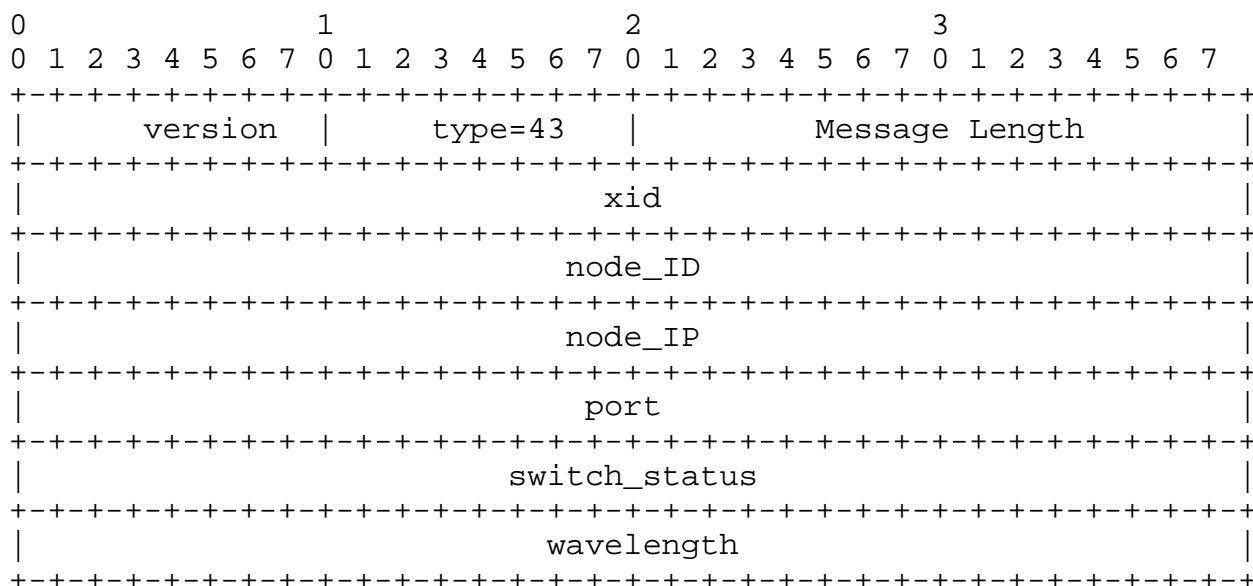 0                   1                   2                   3
0 1 2 3 4 5 6 7 0 1 2 3 4 5 6 7 0 1 2 3 4 5 6 7 0 1 2 3 4 5 6 7
+-+-+-+-+-+-+-+-+-+-+-+-+-+-+-+-+-+-+-+-+-+-+-+-+-+-+-+-+-+-+-+-+
|      version  |     type=43   |         Message Length        |
+-+-+-+-+-+-+-+-+-+-+-+-+-+-+-+-+-+-+-+-+-+-+-+-+-+-+-+-+-+-+-+-+
|                              xid                              |
+-+-+-+-+-+-+-+-+-+-+-+-+-+-+-+-+-+-+-+-+-+-+-+-+-+-+-+-+-+-+-+-+
|                            node_ID                            |
+-+-+-+-+-+-+-+-+-+-+-+-+-+-+-+-+-+-+-+-+-+-+-+-+-+-+-+-+-+-+-+-+
|                            node_IP                            |
+-+-+-+-+-+-+-+-+-+-+-+-+-+-+-+-+-+-+-+-+-+-+-+-+-+-+-+-+-+-+-+-+
|                             port                              |
+-+-+-+-+-+-+-+-+-+-+-+-+-+-+-+-+-+-+-+-+-+-+-+-+-+-+-+-+-+-+-+-+
|                         switch_status                         |
+-+-+-+-+-+-+-+-+-+-+-+-+-+-+-+-+-+-+-+-+-+-+-+-+-+-+-+-+-+-+-+-+
|                           wavelength                          |
+-+-+-+-+-+-+-+-+-+-+-+-+-+-+-+-+-+-+-+-+-+-+-+-+-+-+-+-+-+-+-+-+